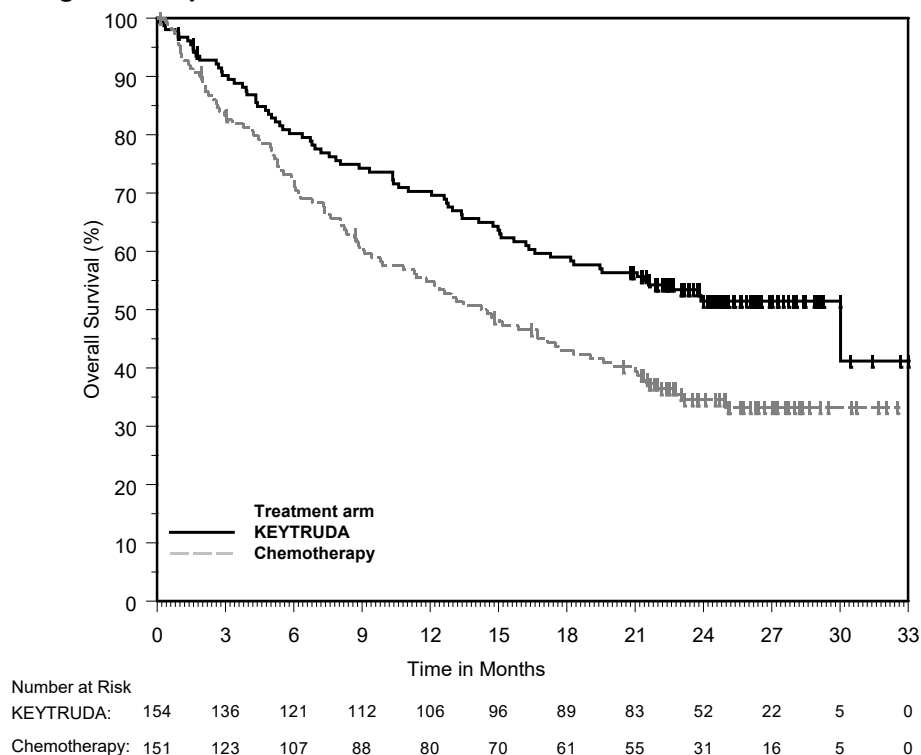 100
90
80
70
60
50
40
30
20
10
0
Overall Survival (%)
Treatment arm
KEYTRUDA
Chemotherapy
0 3 6 9 12 15 18 21 24 27 30 33
Time in Months
Number at Risk
KEYTRUDA: 154 136 121 112 106 96 89 83 52 22 5 0
Chemotherapy: 151 123 107 88 80 70 61 55 31 16 5 0